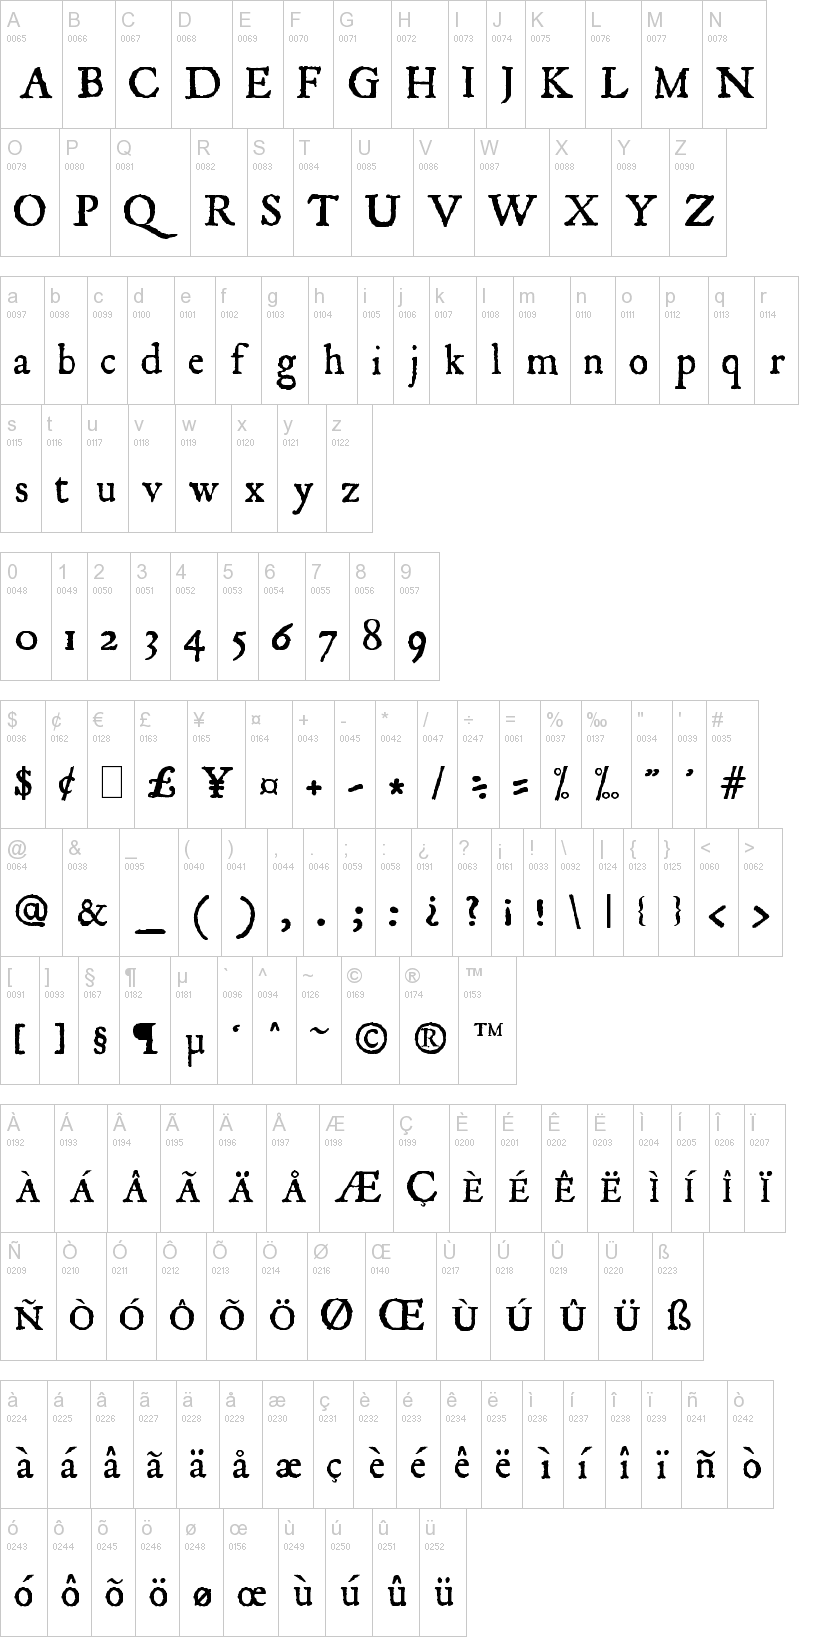 A B C D E F G H I J K L M N
0065 0066 0067 0068 0069 0070 0071 0072 0073 0074 0075 0076 0077 0078
A B C D E F G H I J K L M N
O P Q R S T U V W X Y Z
0079 0080 0081 0082 0083 0084 0085 0086 0087 0088 0089 0090
O P Q R S T U V W X Y Z
a b c d e f g h i j k l m n o p q r
0097 0098 0099 0100 0101 0102 0103 0104 0105 0106 0107 0108 0109 0110 0111 0112 0113 0114
a b c d e f g h i j k l m n o p q r
s t u v w x y z
0115 0116 0117 0118 0119 0120 0121 0122
s t u v w x y z
0 1 2 3 4 5 6 7 8 9
0048 0049 0050 0051 0052 0053 0054 0055 0056 0057
0 1 2 3 4 5 6 7 8 9
$ ¢ € £ ¥ ¤ + - * / ÷ = % ‰ " ' #
0036 0162 0128 0163 0165 0164 0043 0045 0042 0047 0247 0061 0037 0137 0034 0039 0035
$ ¢ £ ¥ ¤ + - * / ÷ = % ‰ " ' #
@ & _ ( ) , . ; : ¿ ? ¡ ! \ | { } < >
0064 0038 0095 0040 0041 0044 0046 0059 0058 0191 0063 0161 0033 0092 0124 0123 0125 0060 0062
@ & _ ( ) , . ; : ¿ ? ¡ ! \ | { } < >
[ ] § ¶ µ ` ^ ~ © ® ™
0091 0093 0167 0182 0181 0096 0094 0126 0169 0174 0153
[ ] § ¶ µ ` ^ ~ © ® ™
À Á Â Ã Ä Å Æ Ç È É Ê Ë Ì Í Î Ï
0192 0193 0194 0195 0196 0197 0198 0199 0200 0201 0202 0203 0204 0205 0206 0207
À Á Â Ã Ä Å Æ Ç È É Ê Ë Ì Í Î Ï
Ñ Ò Ó Ô Õ Ö Ø Œ Ù Ú Û Ü ß
0209 0210 0211 0212 0213 0214 0216 0140 0217 0218 0219 0220 0223
Ñ Ò Ó Ô Õ Ö Ø Œ Ù Ú Û Ü ß
à á â ã ä å æ ç è é ê ë ì í î ï ñ ò
0224 0225 0226 0227 0228 0229 0230 0231 0232 0233 0234 0235 0236 0237 0238 0239 0241 0242
à á â ã ä å æ ç è é ê ë ì í î ï ñ ò
ó ô õ ö ø œ ù ú û ü
0243 0244 0245 0246 0248 0156 0249 0250 0251 0252
ó ô õ ö ø œ ù ú û ü